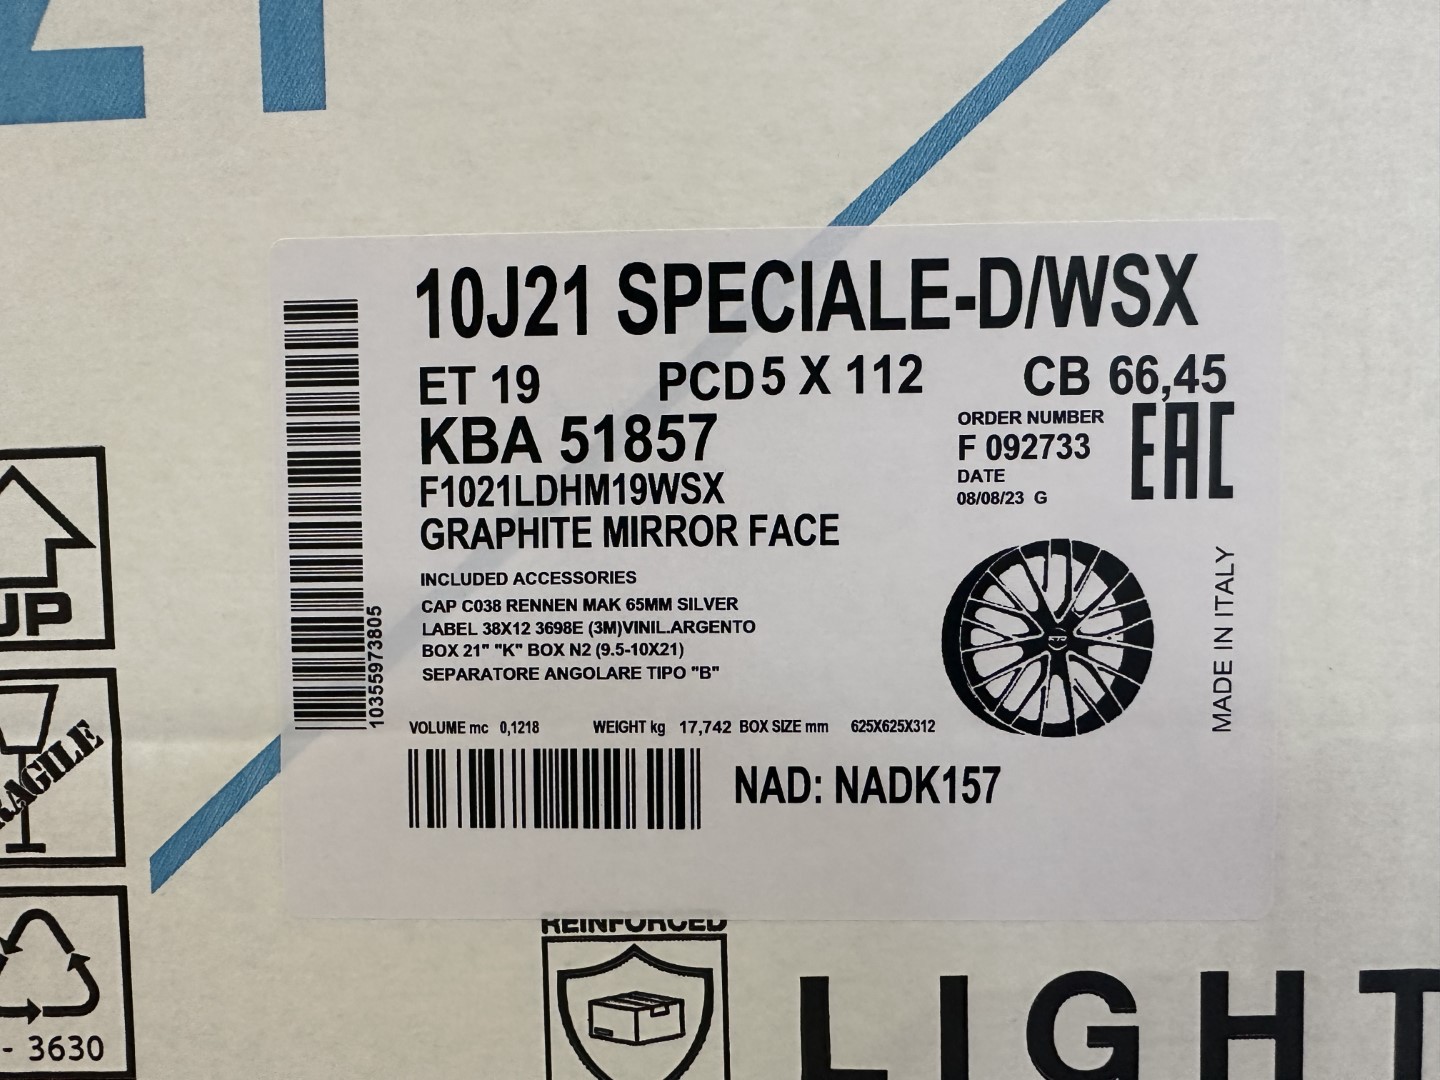 21
10J21 SPECIALE-D/WSX
ET 19 PCD 5 X 112 CB 66,45
KBA 51857
ORDER NUMBER
F 092733
EAC
F1021LDHM19WSX
DATE
08/08/23 G
GRAPHITE MIRROR FACE
INCLUDED ACCESSORIES
CAP C038 RENNEN MAK 65MM SILVER
LABEL 38X12 3698E (3M)VINIL.ARGENTO
BOX 21" "K" BOX N2 (9.5-10X21)
SEPARATORE ANGOLARE TIPO "B"
VOLUME mc 0,1218 WEIGHT kg 17,742 BOX SIZE mm 625X625X312
NAD: NADK157
10355973805
MADE IN ITALY
UP
RAGILE
- 3630
REINFORCED
LIGHT